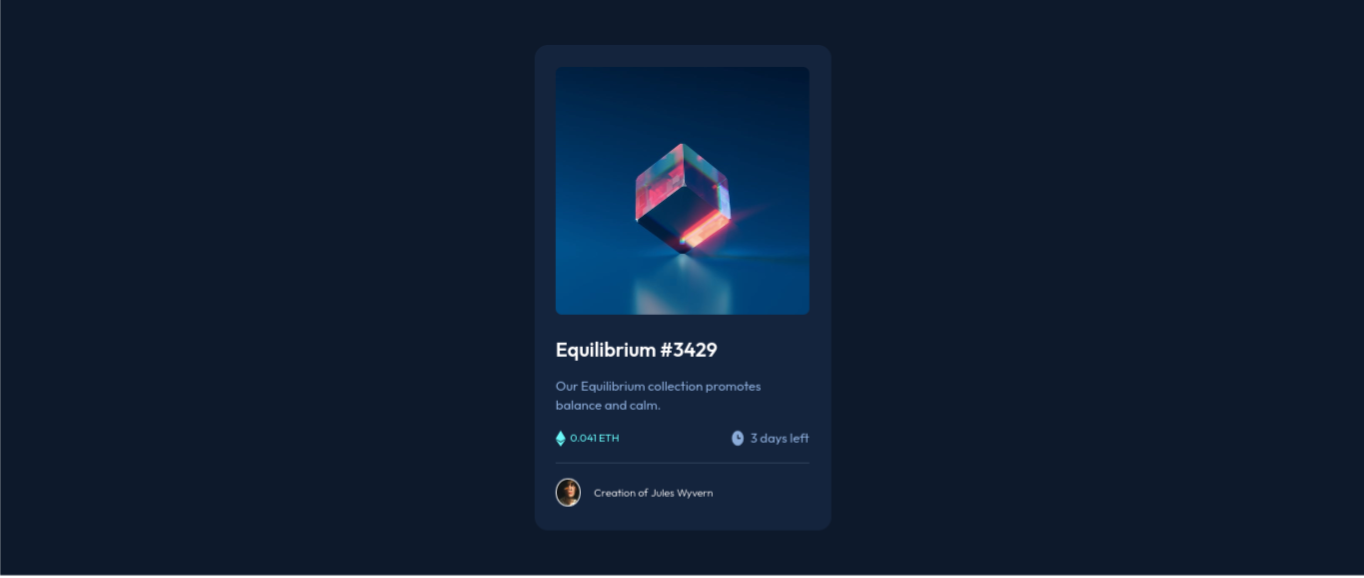 Equilibrium #3429
Our Equilibrium collection promotes
balance and calm.
0.041 ETH
3 days left
Creation of Jules Wyvern